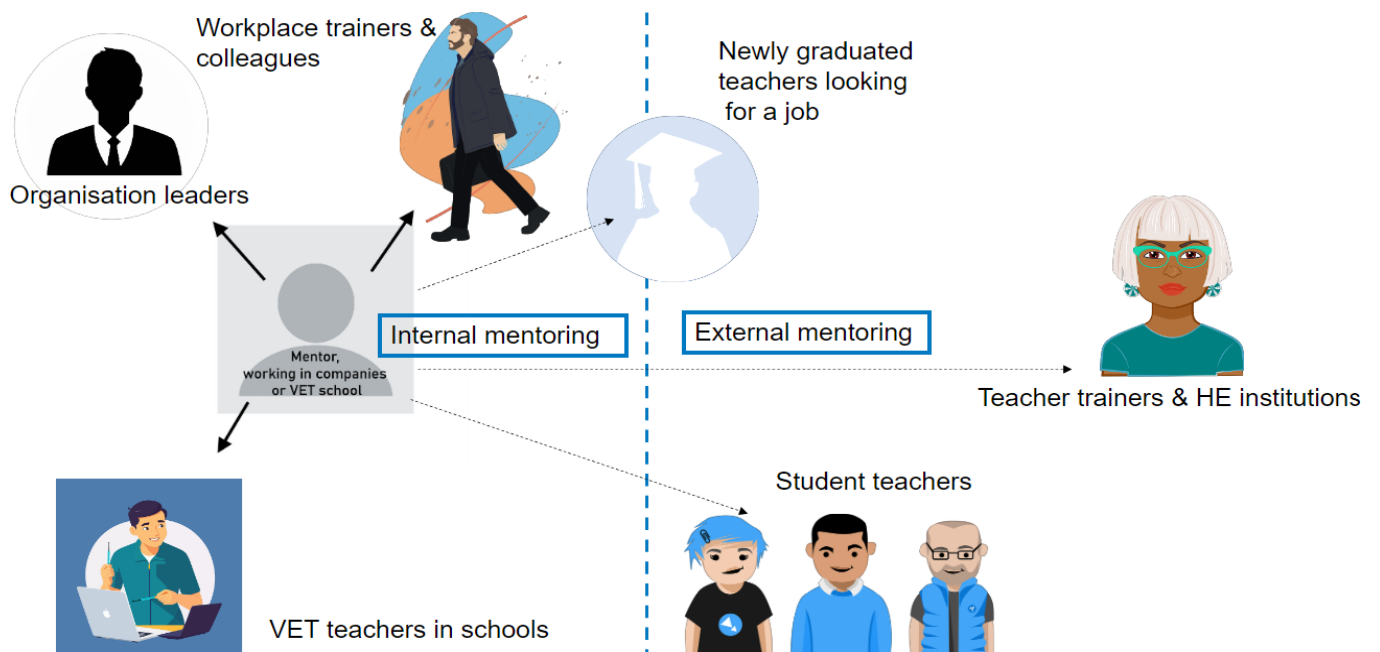 Workplace trainers &
colleagues
Newly graduated
teachers looking
for a job
Organisation leaders
Internal mentoring
External mentoring
Mentor,
working in companies
or VET school
Teacher trainers & HE institutions
Student teachers
VET teachers in schools